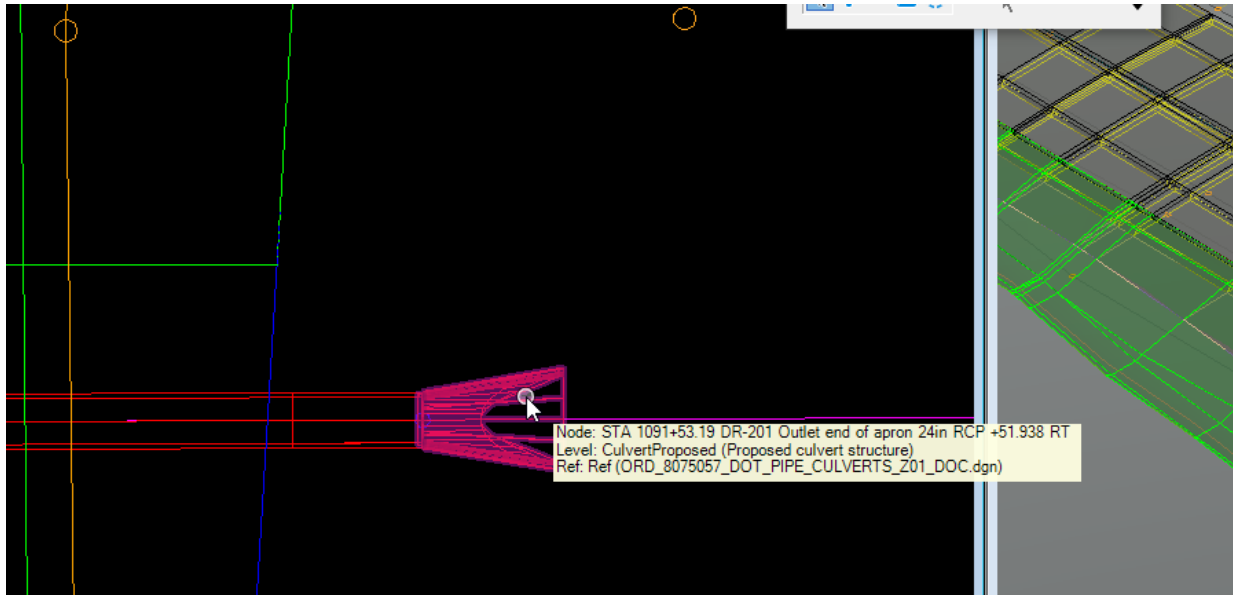 Node: STA 1091+53.19 DR-201 Outlet end of apron 24in RCP +51.938 RT
Level: CulvertProposed (Proposed culvert structure)
Ref: Ref (ORD_8075057_DOT_PIPE_CULVERTS_Z01_DOC.dgn)